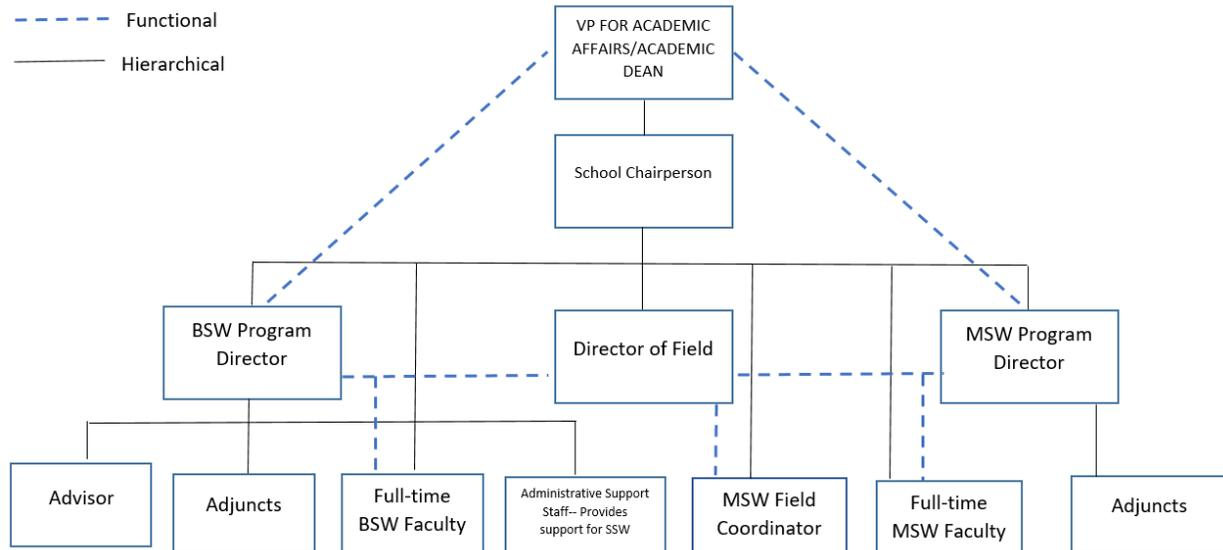 Functional
Hierarchical
VP FOR ACADEMIC
AFFAIRS/ACADEMIC
DEAN
School Chairperson
BSW Program
Director
Director of Field
MSW Program
Director
Advisor
Adjuncts
Full-time
BSW Faculty
Administrative Support
Staff-- Provides
support for SSW
MSW Field
Coordinator
Full-time
MSW Faculty
Adjuncts